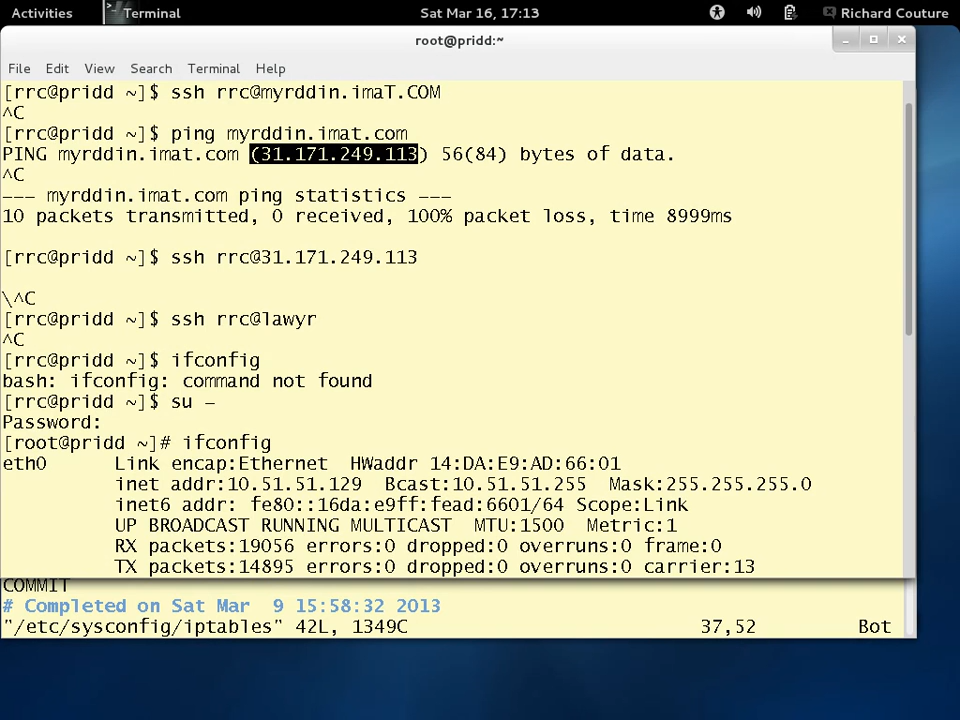 Activities Terminal Sat Mar 16, 17:13 Richard Couture
root@pridd:~
File Edit View Search Terminal Help
[rrc@pridd ~]$ ssh rrc@myrddin.imaT.COM
^C
[rrc@pridd ~]$ ping myrddin.imat.com
PING myrddin.imat.com (31.171.249.113) 56(84) bytes of data.
^C
--- myrddin.imat.com ping statistics ---
10 packets transmitted, 0 received, 100% packet loss, time 8999ms
[rrc@pridd ~]$ ssh rrc@31.171.249.113
\^C
[rrc@pridd ~]$ ssh rrc@lawyr
^C
[rrc@pridd ~]$ ifconfig
bash: ifconfig: command not found
[rrc@pridd ~]$ su -
Password:
[root@pridd ~]# ifconfig
eth0 Link encap:Ethernet HWaddr 14:DA:E9:AD:66:01
inet addr:10.51.51.129 Bcast:10.51.51.255 Mask:255.255.255.0
inet6 addr: fe80::16da:e9ff:fead:6601/64 Scope:Link
UP BROADCAST RUNNING MULTICAST MTU:1500 Metric:1
RX packets:19056 errors:0 dropped:0 overruns:0 frame:0
TX packets:14895 errors:0 dropped:0 overruns:0 carrier:13
COMMIT
# Completed on Sat Mar 9 15:58:32 2013
"/etc/sysconfig/iptables" 42L, 1349C 37,52 Bot